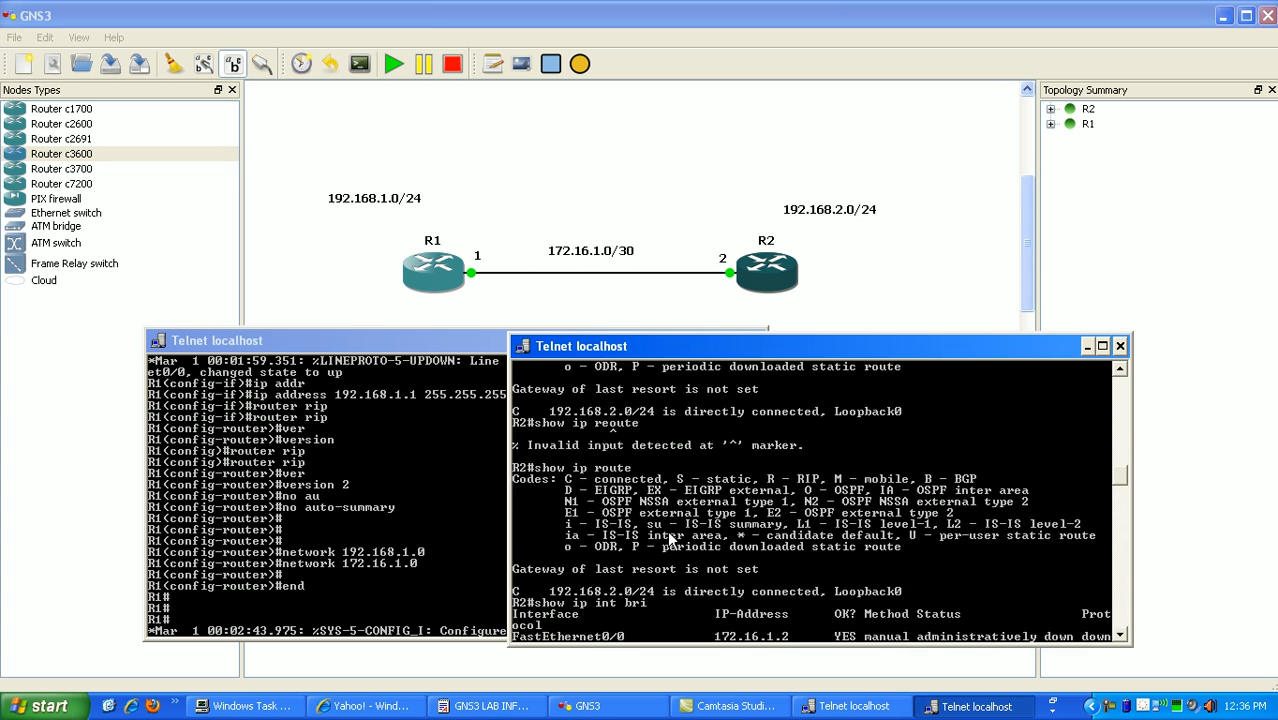 GNS3
File Edit View Help
Nodes Types
Router c1700
Router c2600
Router c2691
Router c3600
Router c3700
Router c7200
PIX firewall
Ethernet switch
ATM bridge
ATM switch
Frame Relay switch
Cloud
192.168.1.0/24
192.168.2.0/24
R1
R2
1
172.16.1.0/30
2
Topology Summary
R2
R1
Telnet localhost
*Mar 1 00:01:59.351: %LINEPROTO-5-UPDOWN: Line
et0/0, changed state to up
R1(config-if)#ip addr
R1(config-if)#ip address 192.168.1.1 255.255.255
R1(config-if)#router rip
R1(config-if)#router rip
R1(config-router)#ver
R1(config-router)#version
R1(config)#router rip
R1(config)#router rip
R1(config-router)#ver
R1(config-router)#version 2
R1(config-router)#no au
R1(config-router)#no auto-summary
R1(config-router)#
R1(config-router)#
R1(config-router)#
R1(config-router)#network 192.168.1.0
R1(config-router)#network 172.16.1.0
R1(config-router)#
R1(config-router)#end
R1#
R1#
R1#
*Mar 1 00:02:43.975: %SYS-5-CONFIG_I: Configure
Telnet localhost
o - ODR, P - periodic downloaded static route
Gateway of last resort is not set
C 192.168.2.0/24 is directly connected, Loopback0
R2#show ip reoute
^
% Invalid input detected at '^' marker.
R2#show ip route
Codes: C - connected, S - static, R - RIP, M - mobile, B - BGP
D - EIGRP, EX - EIGRP external, O - OSPF, IA - OSPF inter area
N1 - OSPF NSSA external type 1, N2 - OSPF NSSA external type 2
E1 - OSPF external type 1, E2 - OSPF external type 2
i - IS-IS, su - IS-IS summary, L1 - IS-IS level-1, L2 - IS-IS level-2
ia - IS-IS inter area, * - candidate default, U - per-user static route
o - ODR, P - periodic downloaded static route
Gateway of last resort is not set
C 192.168.2.0/24 is directly connected, Loopback0
R2#show ip int bri
Interface IP-Address OK? Method Status Prot
ocol
FastEthernet0/0 172.16.1.2 YES manual administratively down down
start
Windows Task ...
Yahoo! - Wind...
GNS3 LAB INF...
GNS3
Camtasia Studi...
Telnet localhost
Telnet localhost
12:36 PM